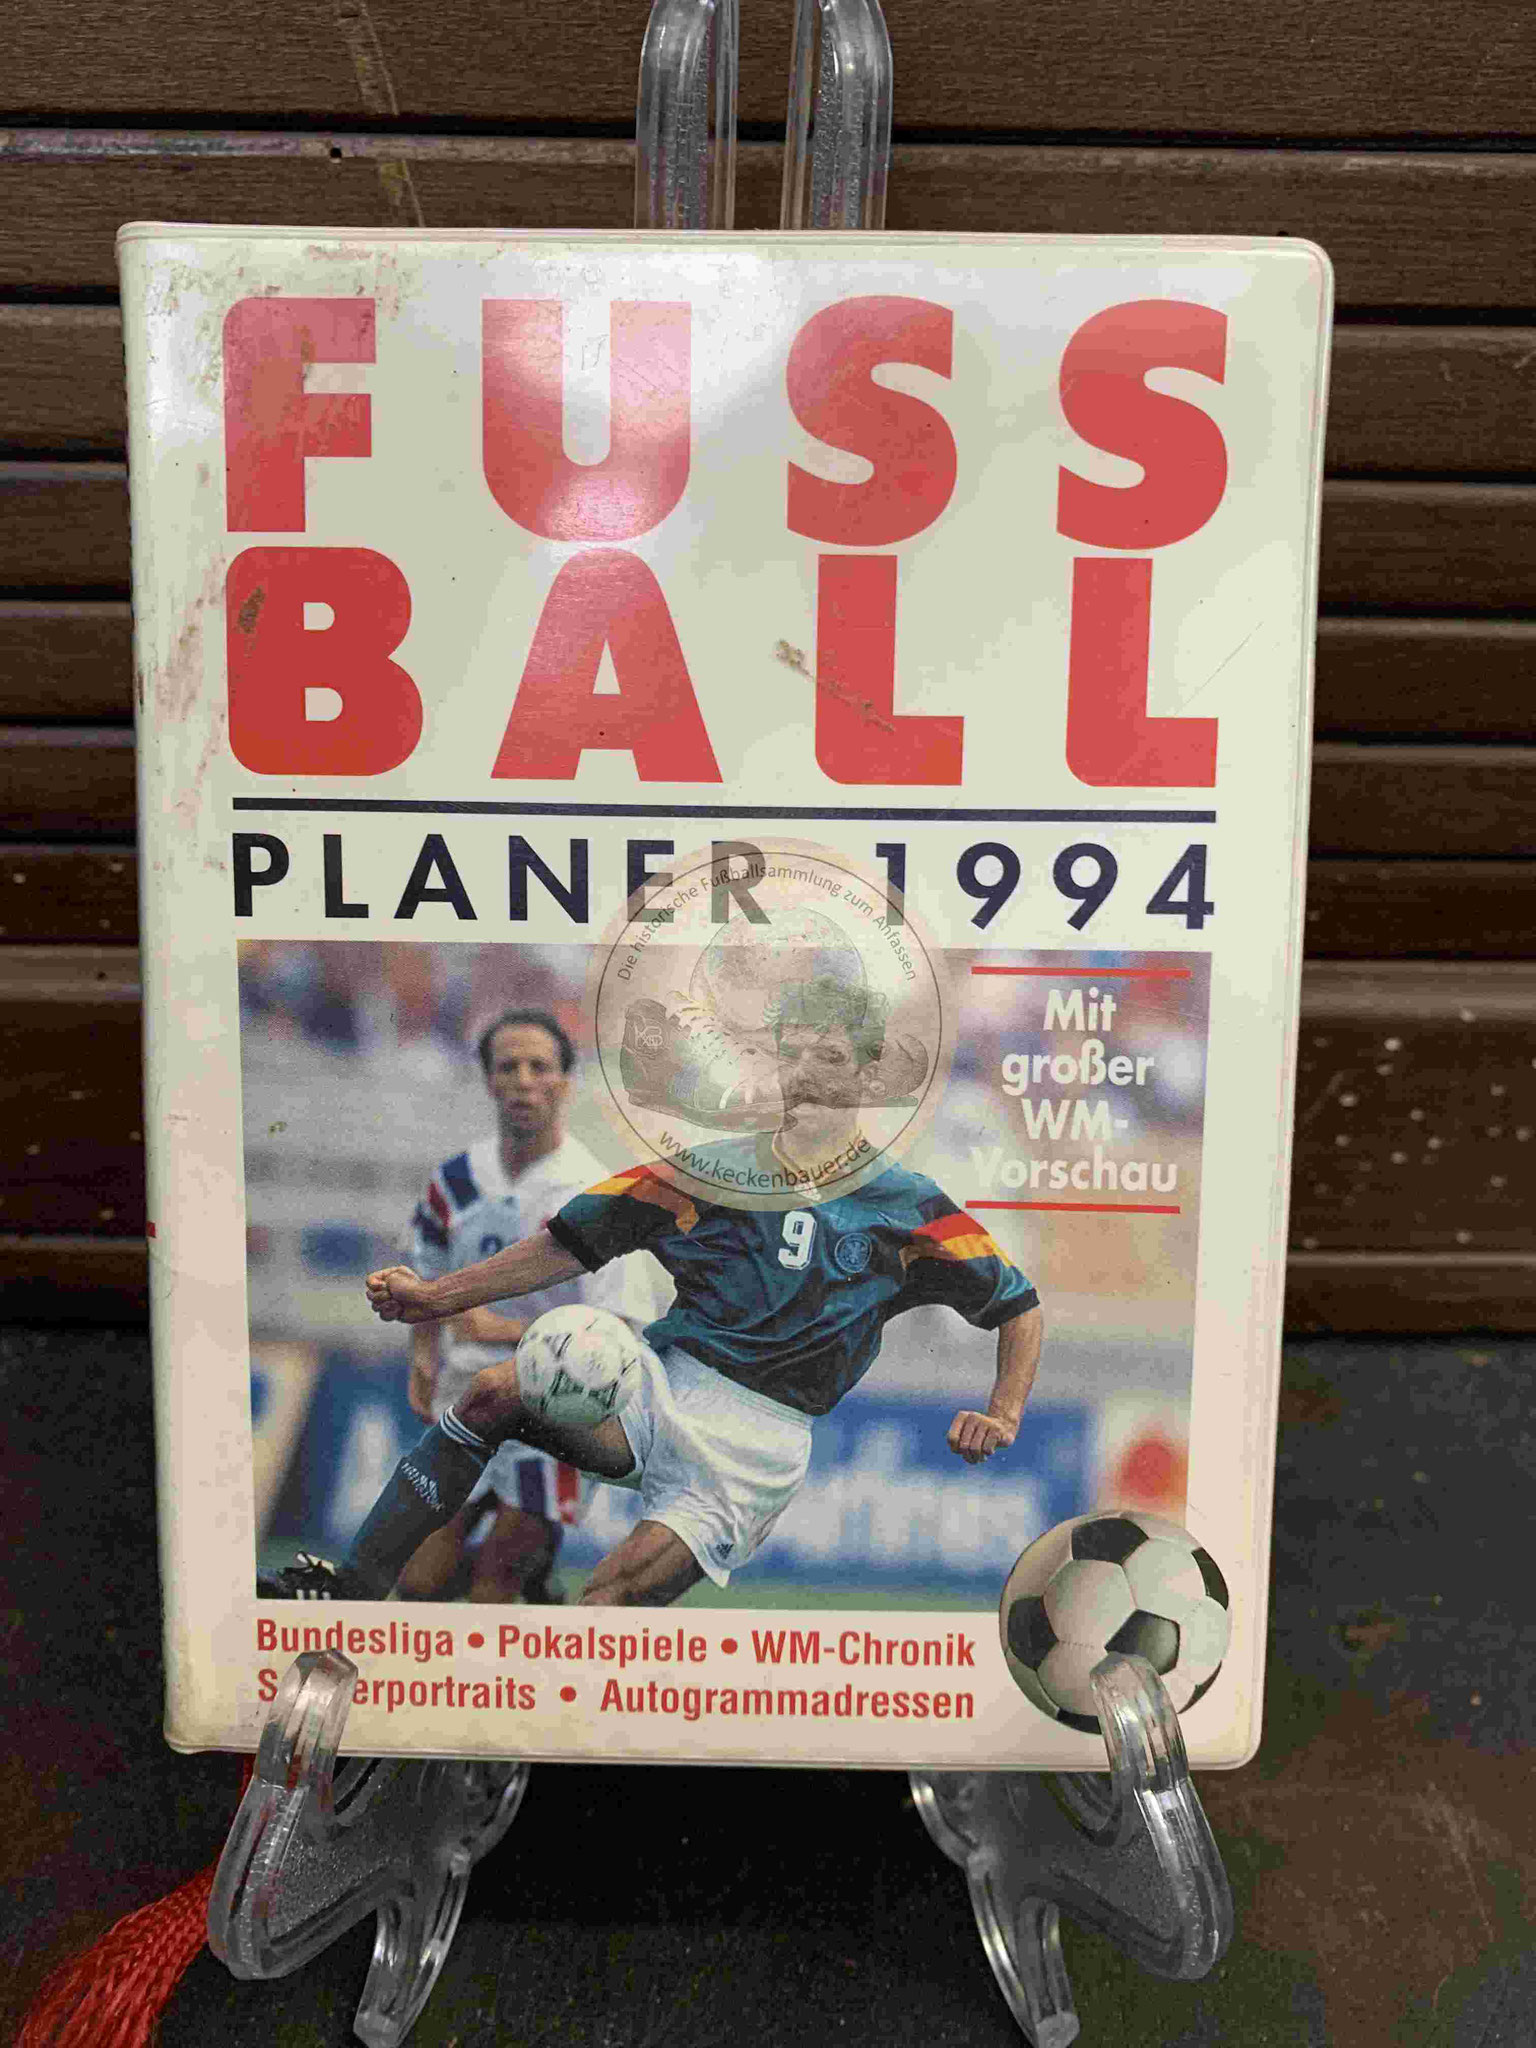 FUSS
BALL
PLANER 1994
Die historische Fußballsammlung zum Anfassen
www.keckenbauer.de
Mit
großer
WM-
Vorschau
9
Bundesliga • Pokalspiele • WM-Chronik
• Autogrammadressen